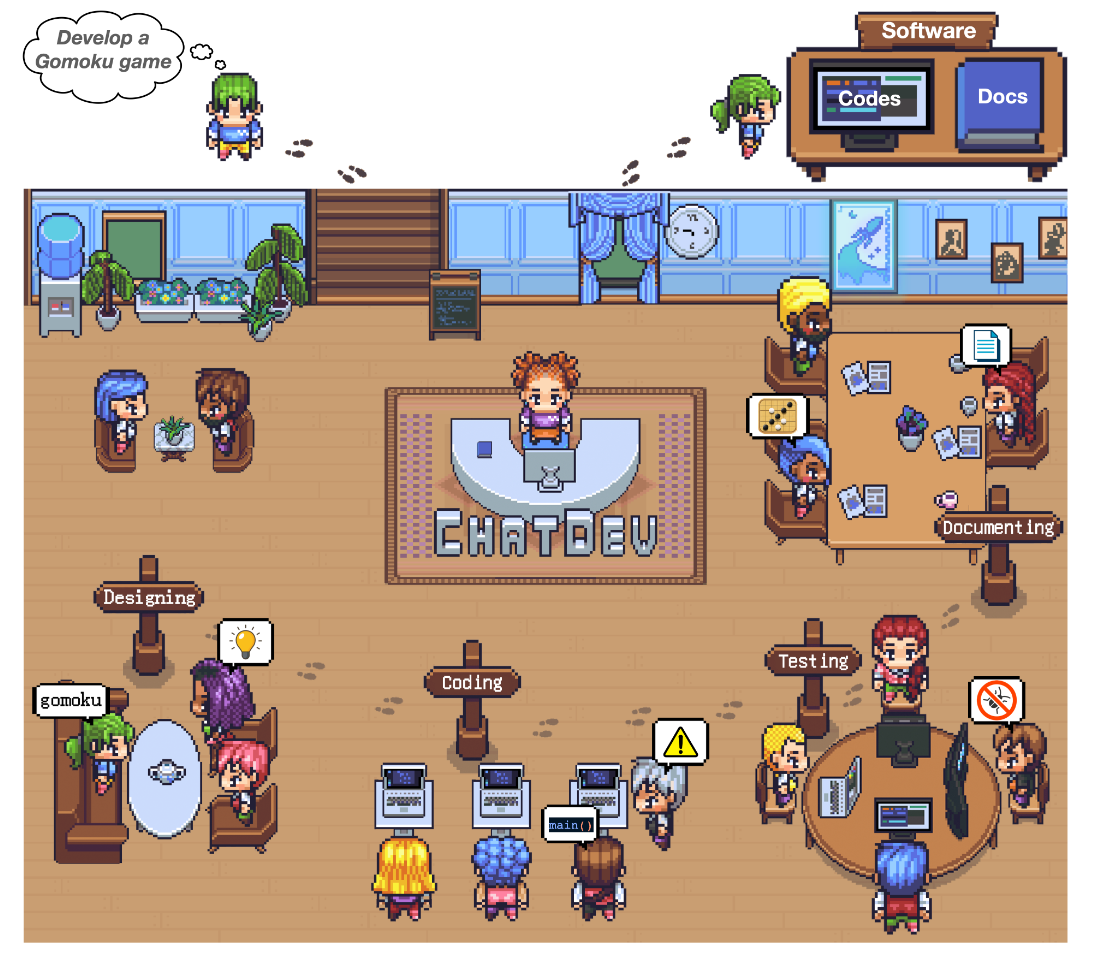 Develop a
Gomoku game
Software
Codes
Docs
CHATDEV
Documenting
Designing
Testing
Coding
gomoku
main()